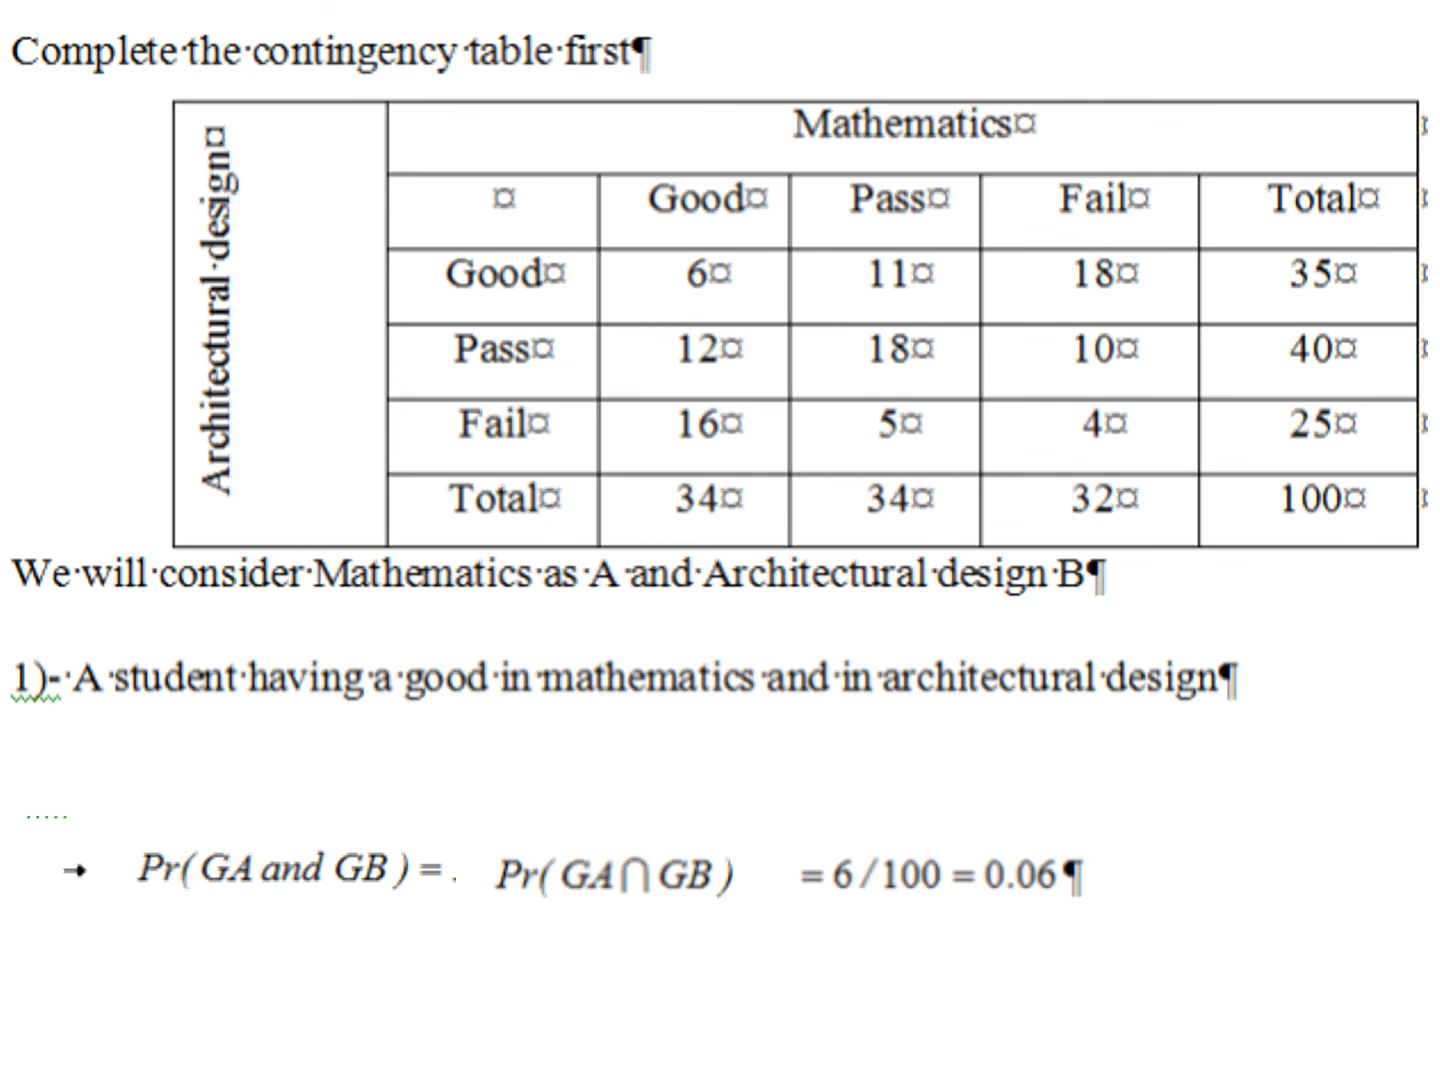 Complete·the·contingency·table·first¶
Architectural·design¤
Mathematics¤
¤ Good¤ Pass¤ Fail¤ Total¤
Good¤ 6¤ 11¤ 18¤ 35¤
Pass¤ 12¤ 18¤ 10¤ 40¤
Fail¤ 16¤ 5¤ 4¤ 25¤
Total¤ 34¤ 34¤ 32¤ 100¤
We·will·consider·Mathematics·as·A·and·Architectural·design·B¶
1)-·A·student·having·a·good·in·mathematics·and·in·architectural·design¶
→ Pr( GA and GB ) = . Pr( GA ⋂ GB ) = 6 / 100 = 0.06 ¶